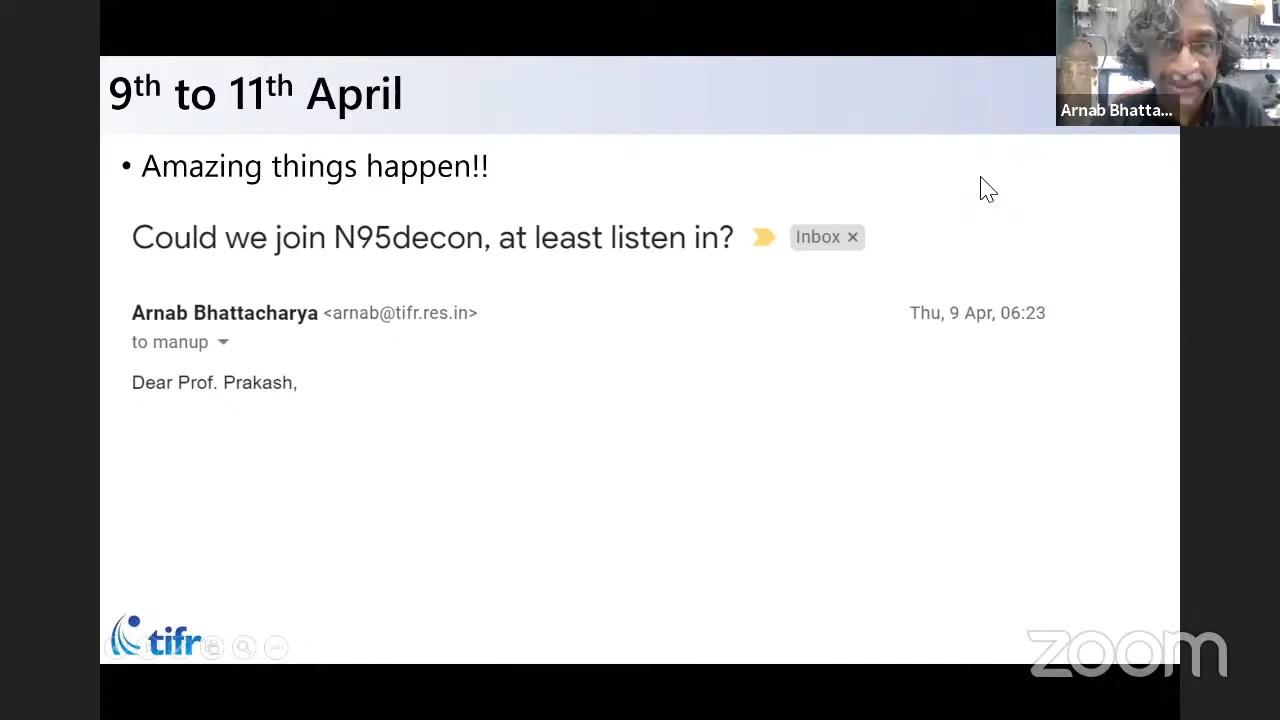 9th to 11th April
Arnab Bhatta...
• Amazing things happen!!
Could we join N95decon, at least listen in? Inbox ×
Arnab Bhattacharya <arnab@tifr.res.in> Thu, 9 Apr, 06:23
to manup
Dear Prof. Prakash,
tifr
zoom